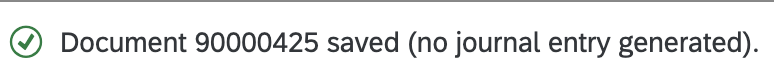 Document 90000425 saved (no journal entry generated).